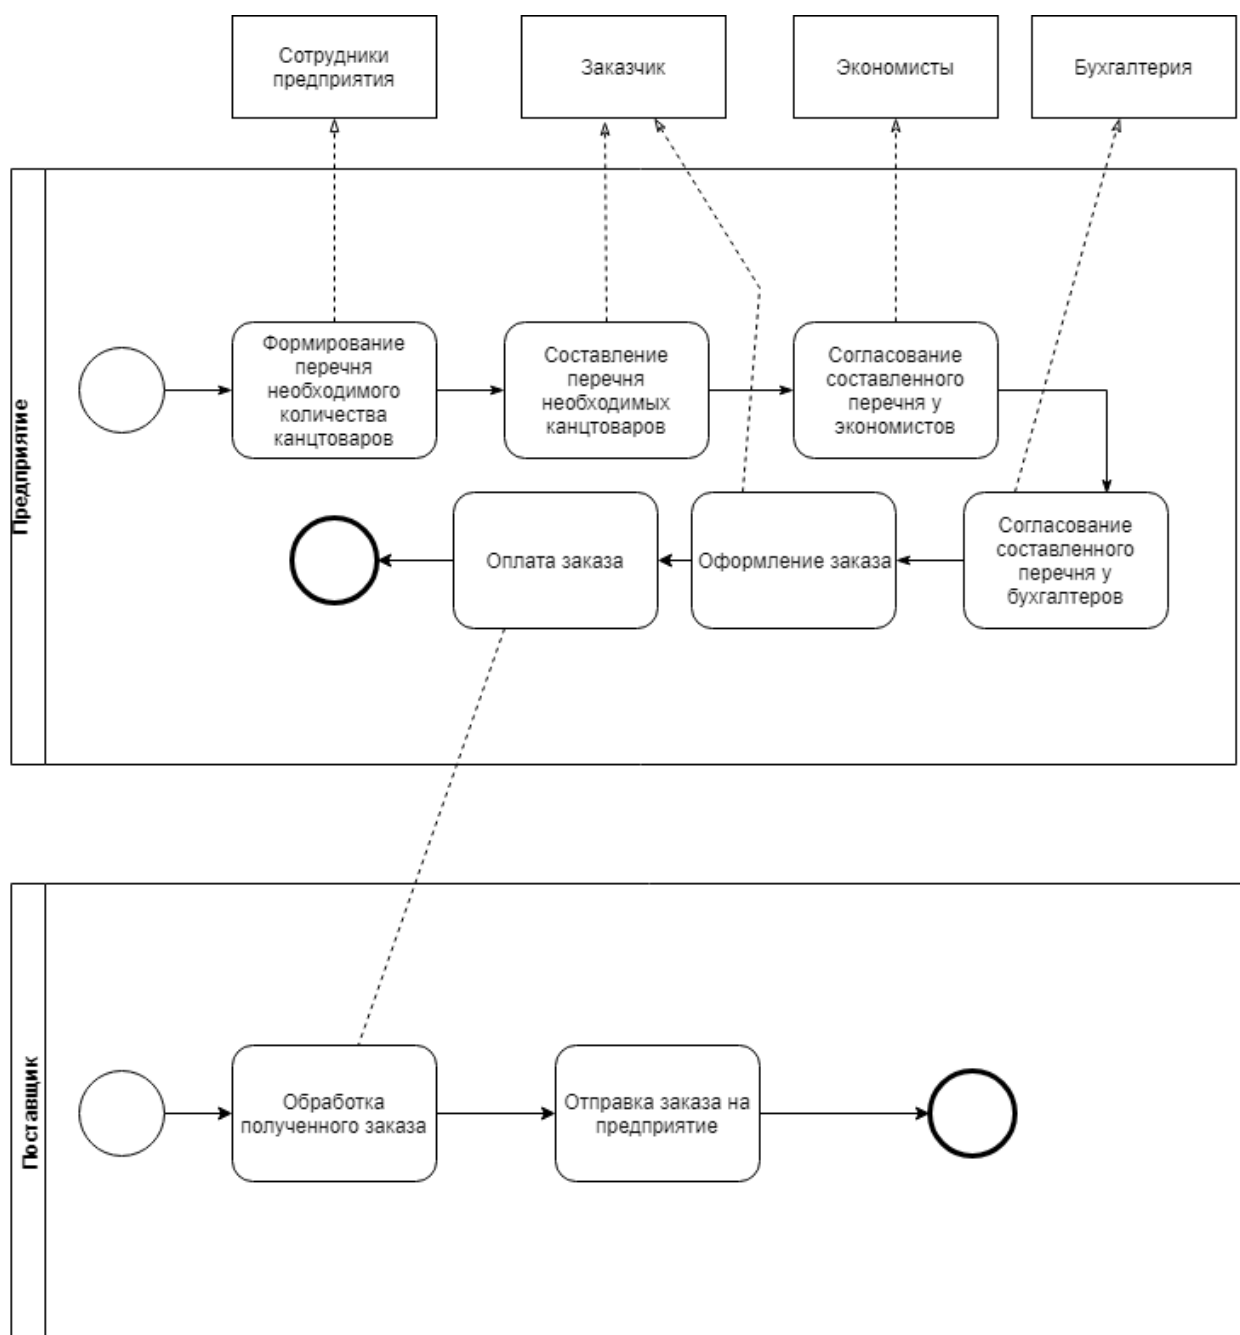 Сотрудники
предприятия
Заказчик
Экономисты
Бухгалтерия
Предприятие
Формирование
перечня
необходимого
количества
канцтоваров
Составление
перечня
необходимых
канцтоваров
Согласование
составленного
перечня у
экономистов
Оплата заказа
Оформление заказа
Согласование
составленного
перечня у
бухгалтеров
Поставщик
Обработка
полученного заказа
Отправка заказа на
предприятие